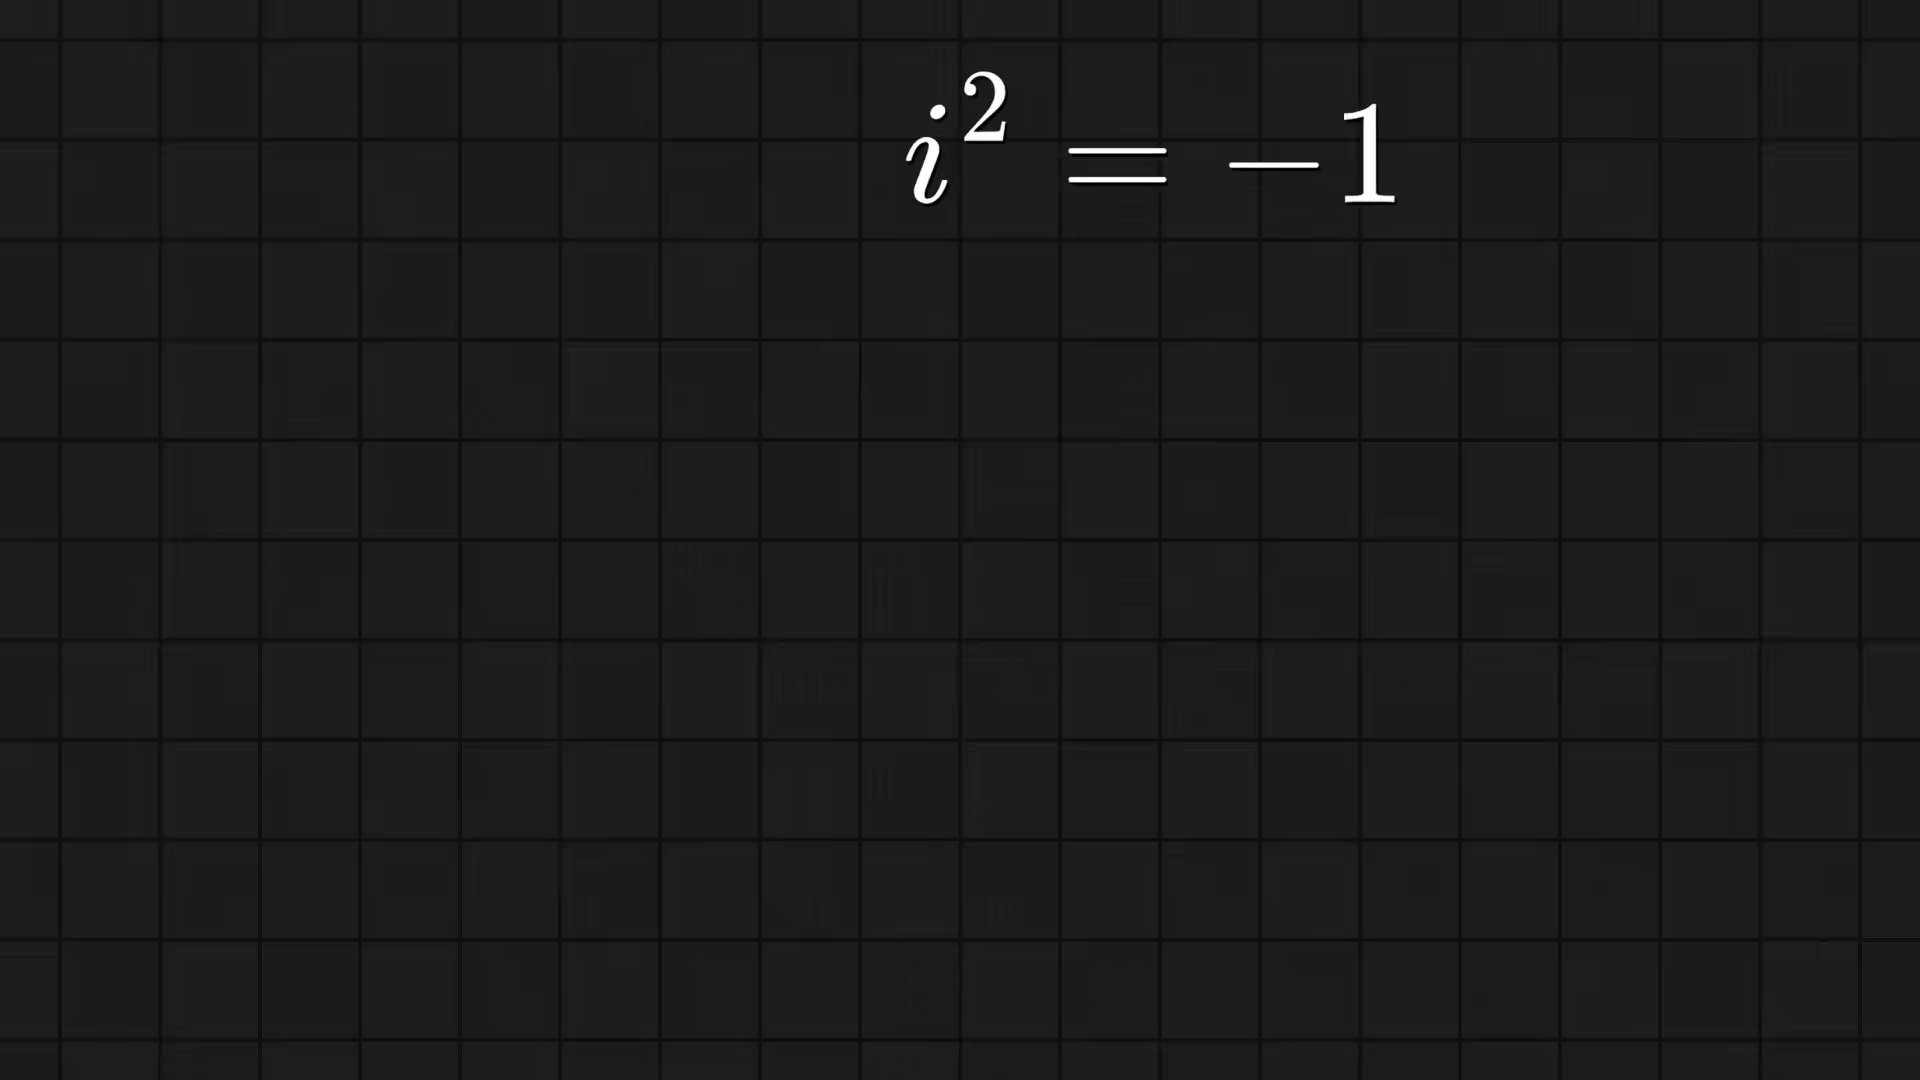 i² = −1